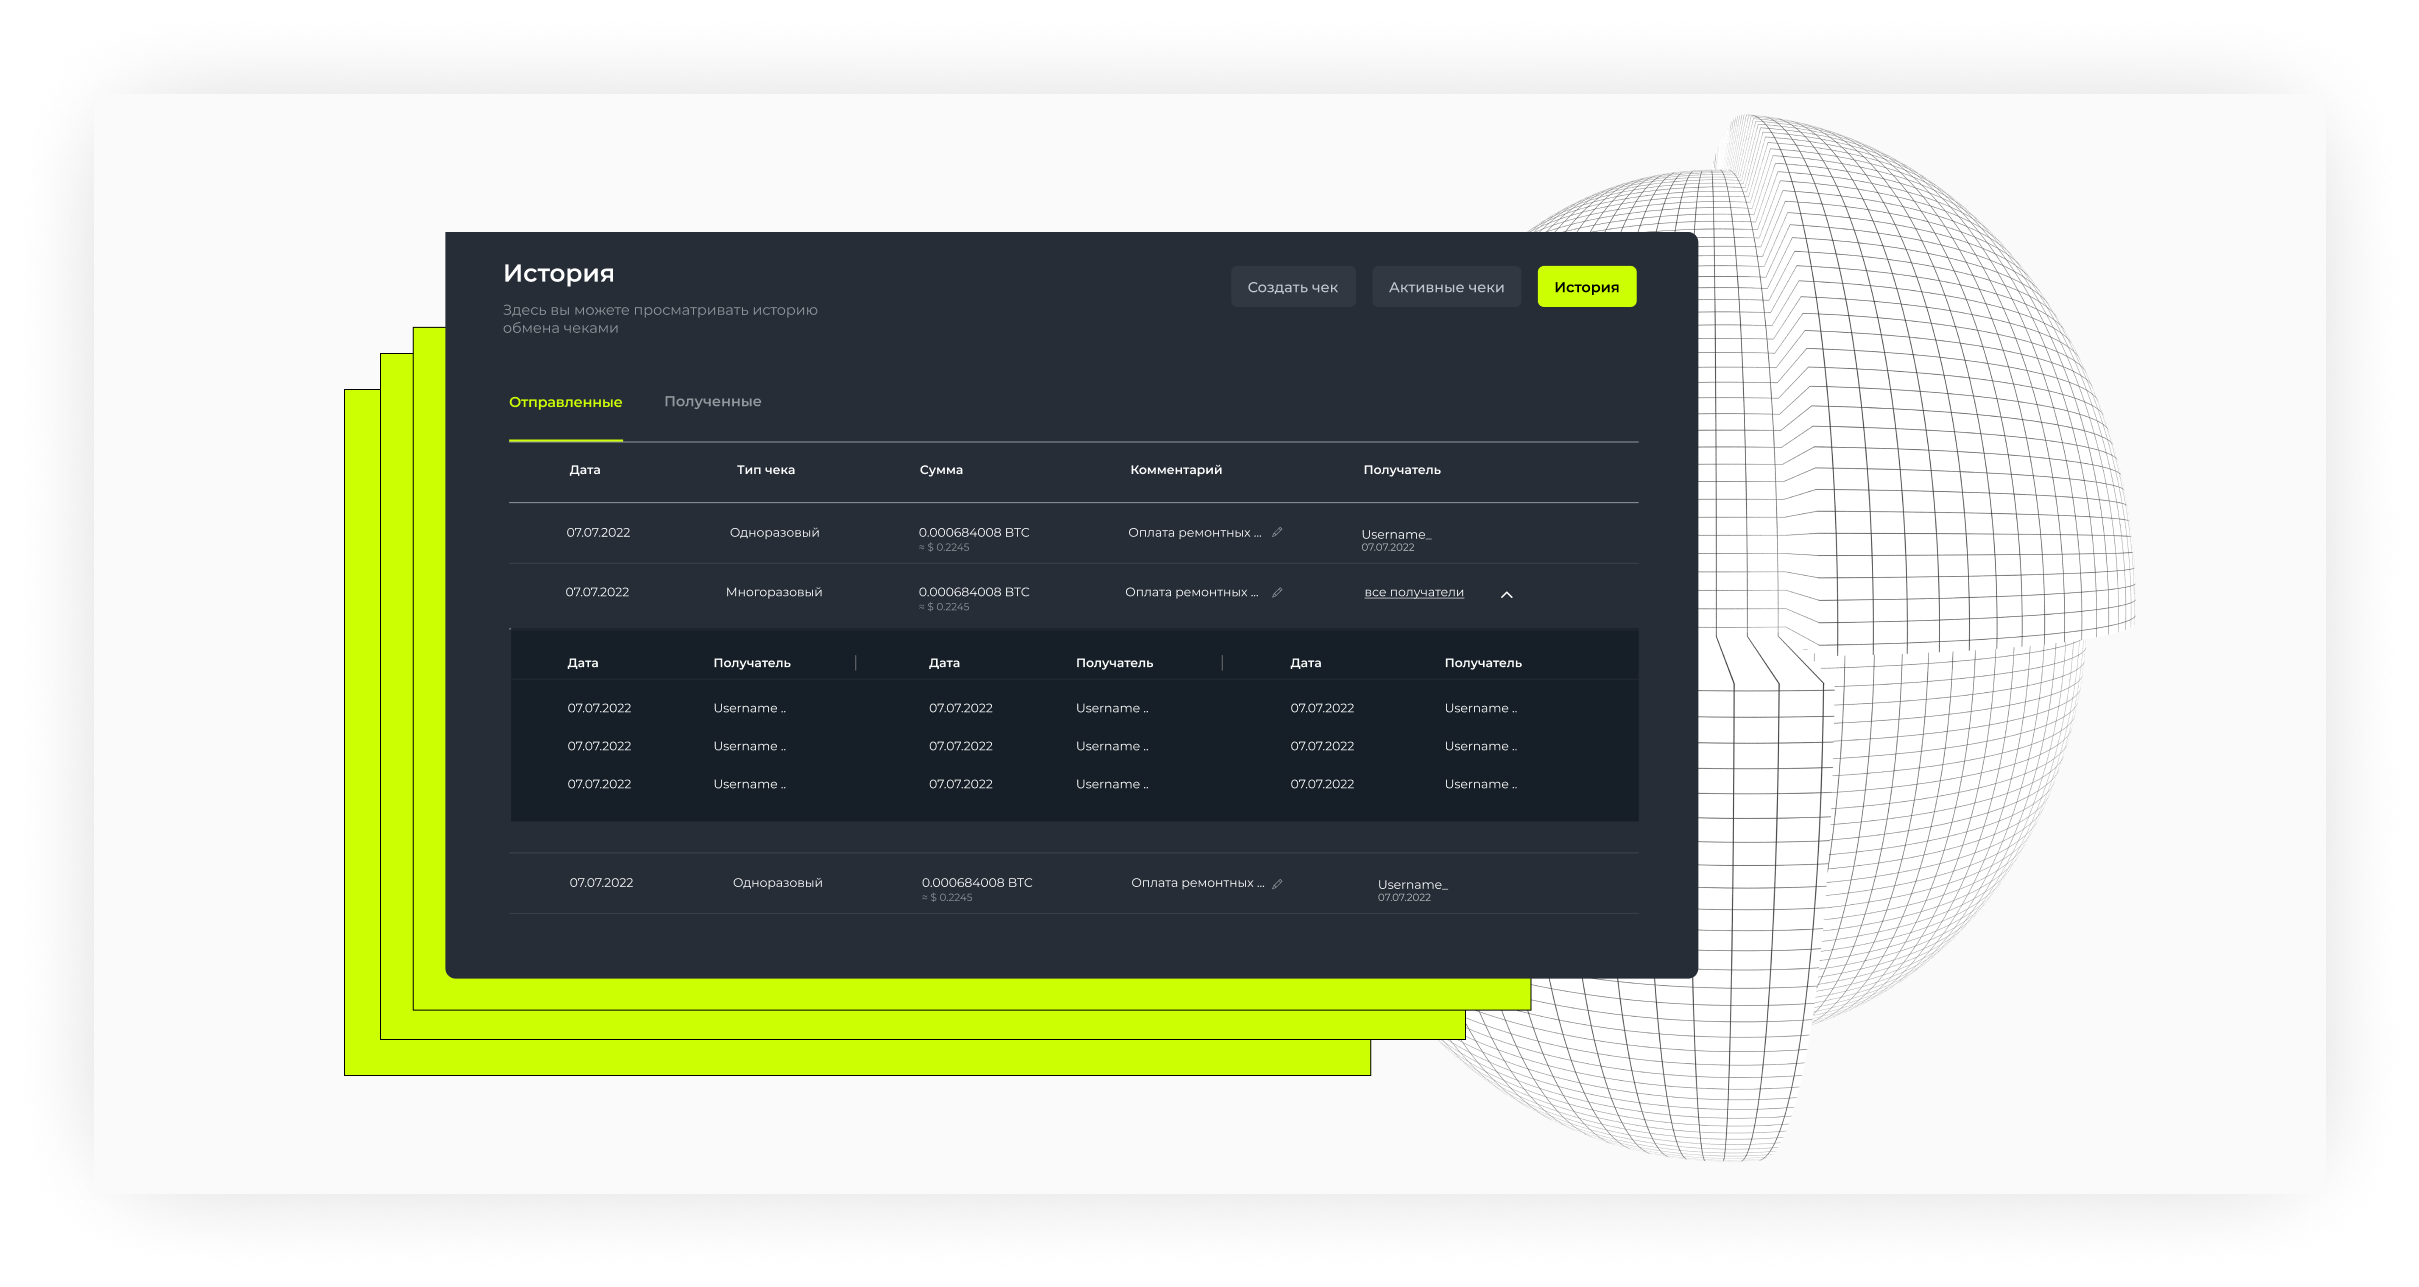 История
Здесь вы можете просматривать историю
обмена чеками
Создать чек
Активные чеки
История
Отправленные
Полученные
Дата Тип чека Сумма Комментарий Получатель
07.07.2022 Одноразовый 0.000684008 BTC Оплата ремонтных ... Username_
≈ $ 0.2245 07.07.2022
07.07.2022 Многоразовый 0.000684008 BTC Оплата ремонтных ... все получатели
≈ $ 0.2245
Дата Получатель | Дата Получатель | Дата Получатель
07.07.2022 Username .. 07.07.2022 Username .. 07.07.2022 Username ..
07.07.2022 Username .. 07.07.2022 Username .. 07.07.2022 Username ..
07.07.2022 Username .. 07.07.2022 Username .. 07.07.2022 Username ..
07.07.2022 Одноразовый 0.000684008 BTC Оплата ремонтных ... Username_
≈ $ 0.2245 07.07.2022